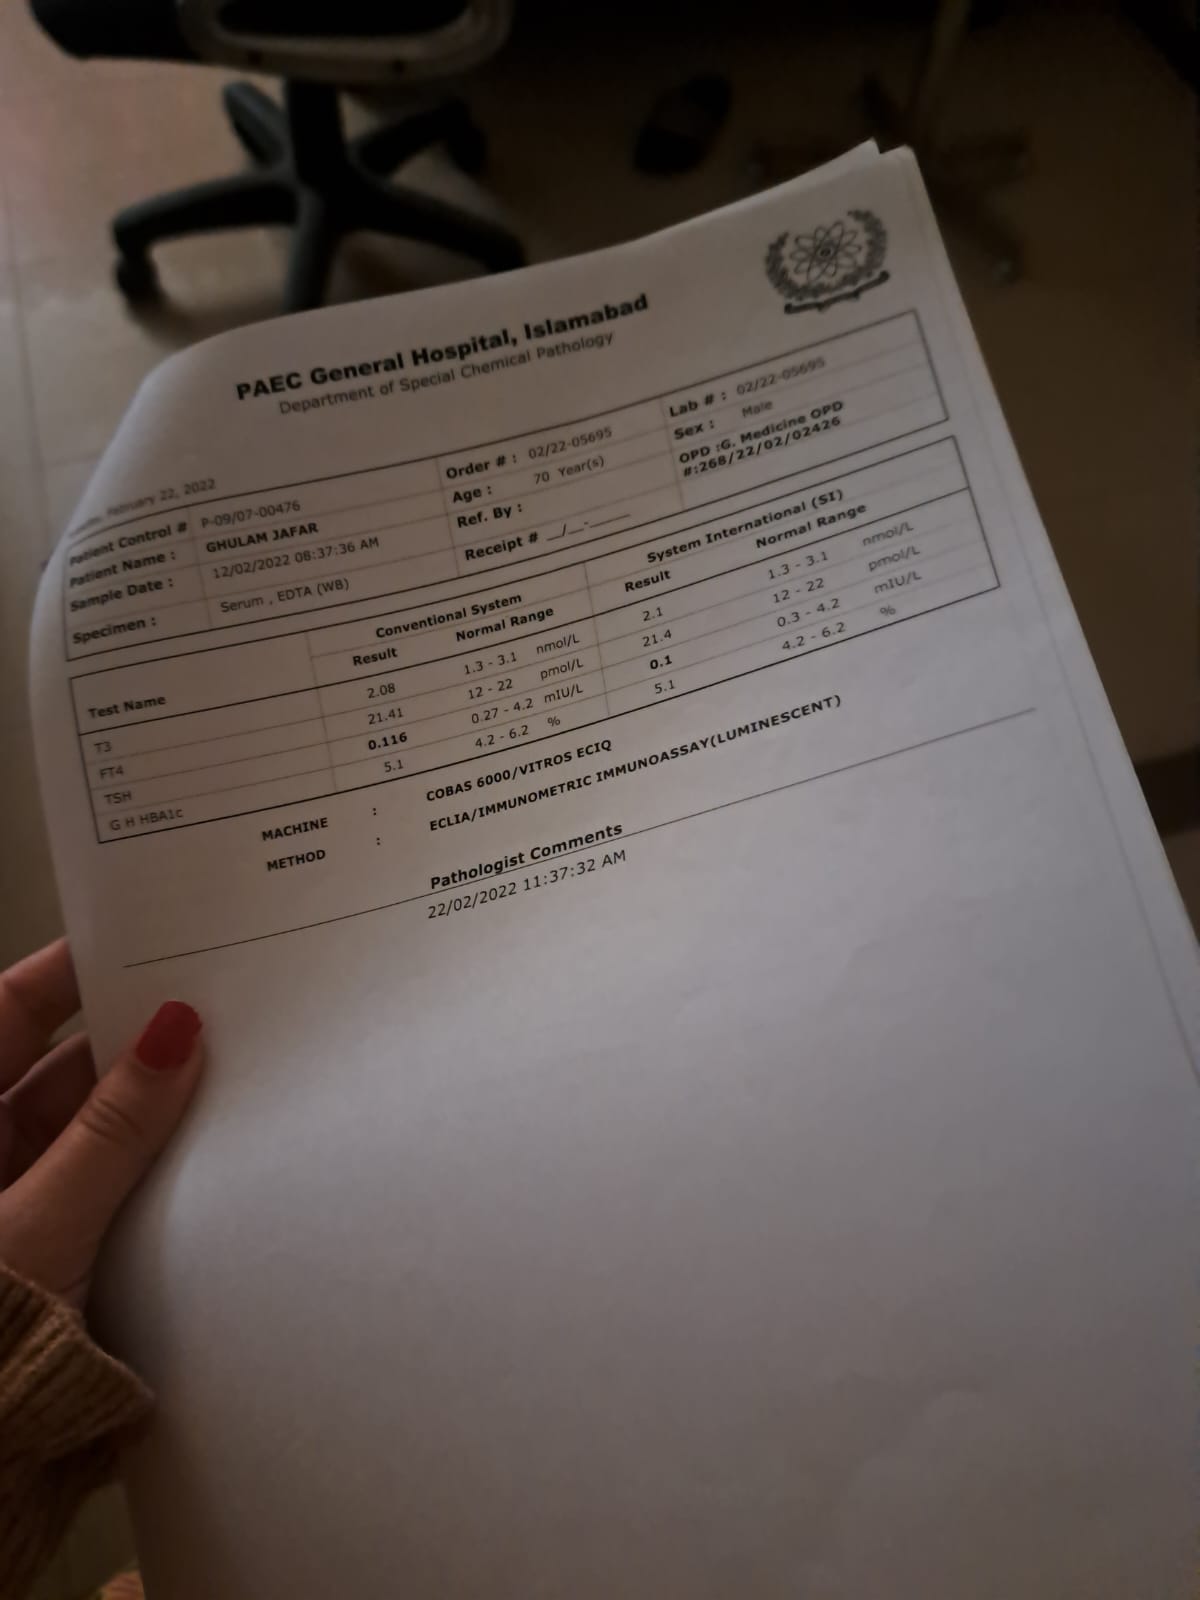 PAEC General Hospital, Islamabad
Department of Special Chemical Pathology
February 22, 2022
Patient Control # P-09/07-00476 Order # : 02/22-05695 Lab # : 02/22-05695
Patient Name : GHULAM JAFAR Age : 70 Year(s) Sex : Male
Sample Date : 12/02/2022 08:37:36 AM Ref. By : OPD :G. Medicine OPD
#:268/22/02/02426
Specimen : Serum , EDTA (WB) Receipt # __/__-____
Conventional System System International (SI)
Test Name Result Normal Range Result Normal Range
T3 2.08 1.3 - 3.1 nmol/L 2.1 1.3 - 3.1 nmol/L
FT4 21.41 12 - 22 pmol/L 21.4 12 - 22 pmol/L
TSH 0.116 0.27 - 4.2 mIU/L 0.1 0.3 - 4.2 mIU/L
G H HBA1c 5.1 4.2 - 6.2 % 5.1 4.2 - 6.2 %
MACHINE : COBAS 6000/VITROS ECIQ
METHOD : ECLIA/IMMUNOMETRIC IMMUNOASSAY(LUMINESCENT)
Pathologist Comments
22/02/2022 11:37:32 AM